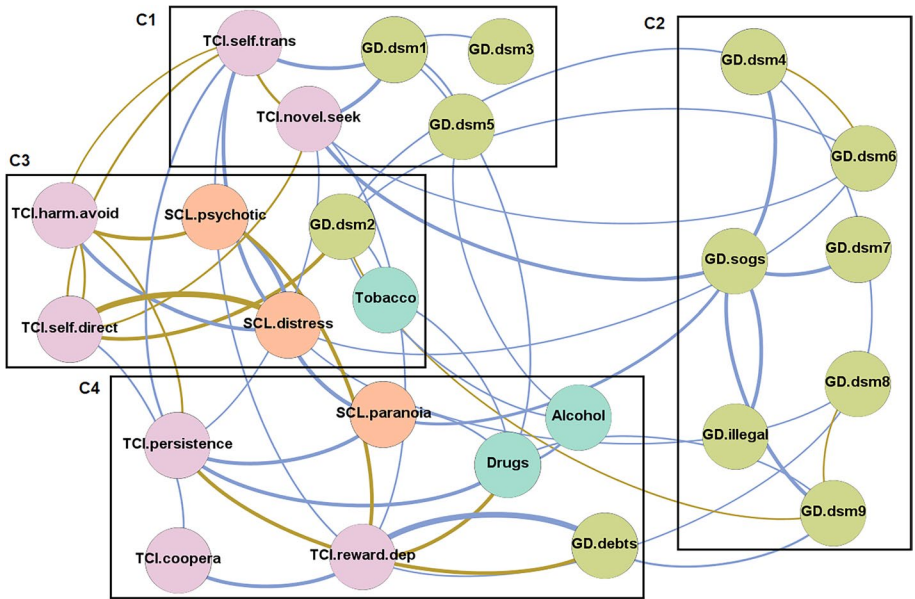 C1
TCI.self.trans
GD.dsm1
GD.dsm3
TCI.novel.seek
GD.dsm5
C2
GD.dsm4
GD.dsm6
GD.sogs
GD.dsm7
GD.dsm8
GD.illegal
GD.dsm9
C3
TCI.harm.avoid
SCL.psychotic
GD.dsm2
Tobacco
TCI.self.direct
SCL.distress
C4
SCL.paranoia
Alcohol
TCI.persistence
Drugs
TCI.coopera
TCI.reward.dep
GD.debts